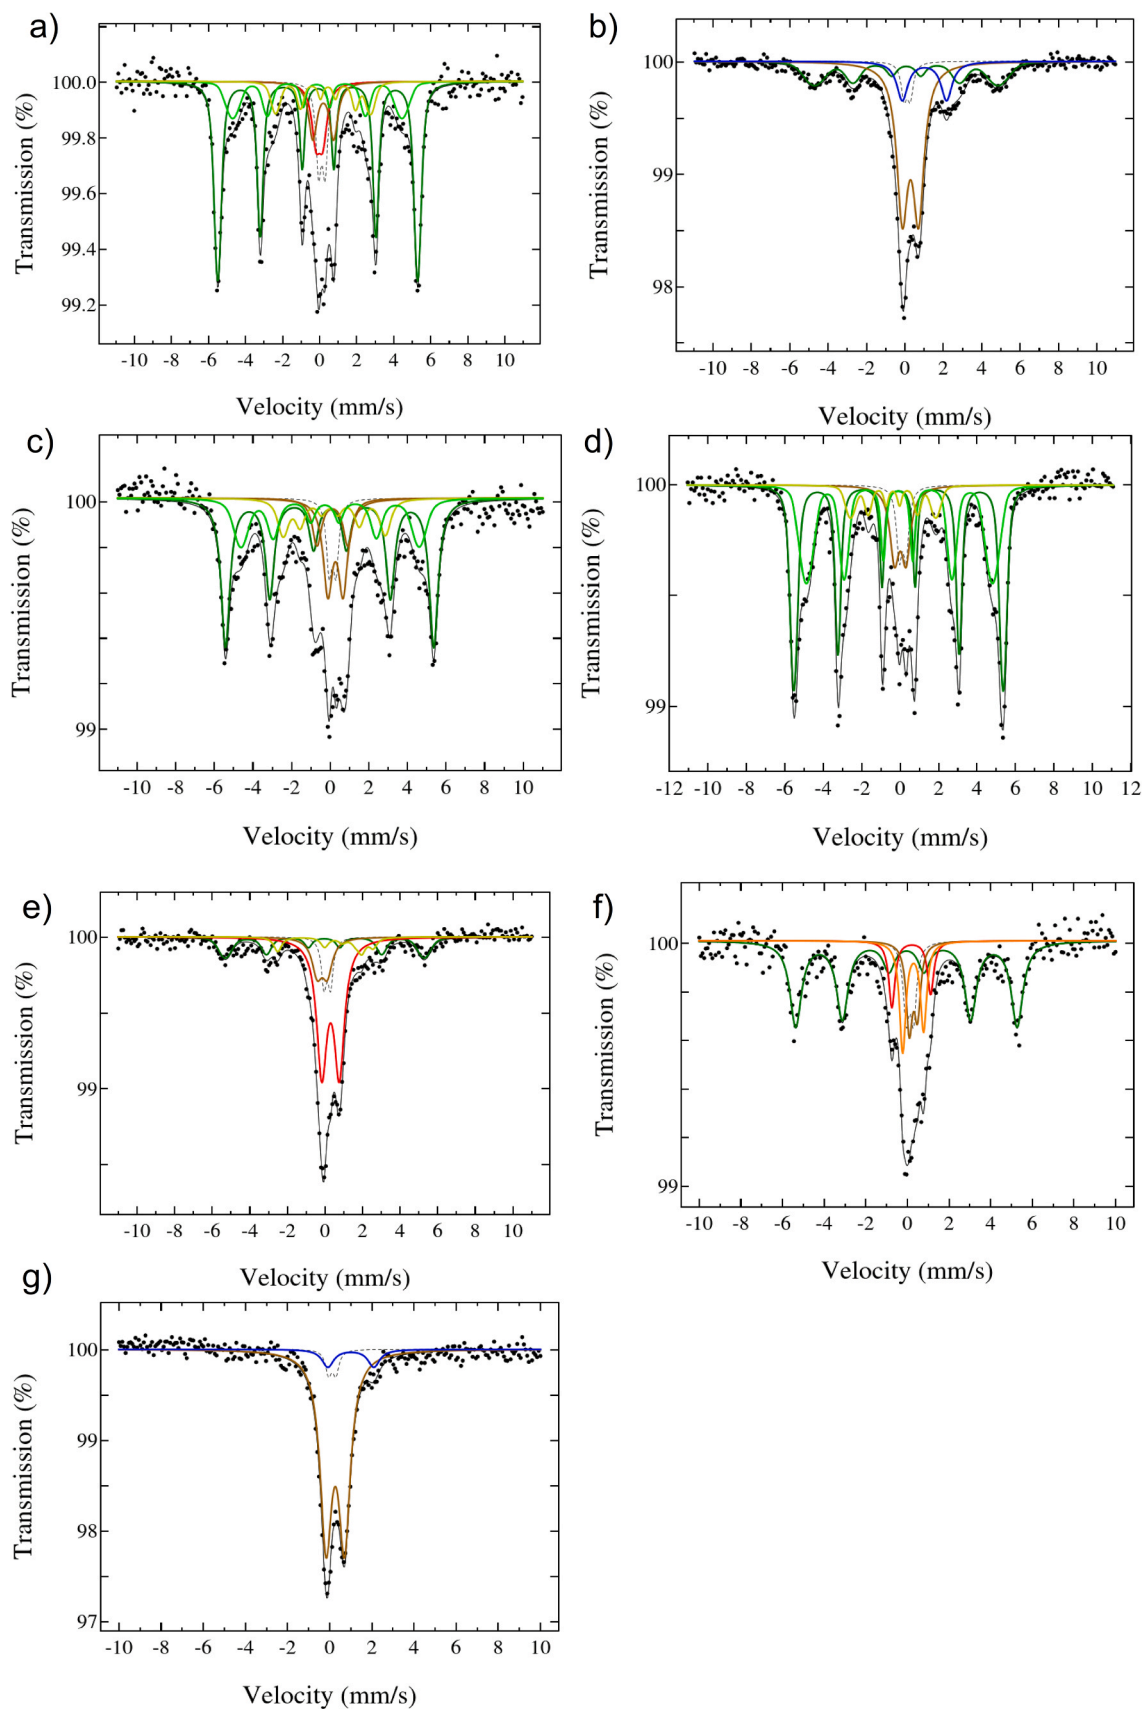 a)
100.0
99.8
99.6
99.4
99.2
Transmission (%)
-10 -8 -6 -4 -2 0 2 4 6 8 10
Velocity (mm/s)
b)
100
99
98
Transmission (%)
-10 -8 -6 -4 -2 0 2 4 6 8 10
Velocity (mm/s)
c)
100
99
Transmission (%)
-10 -8 -6 -4 -2 0 2 4 6 8 10
Velocity (mm/s)
d)
100
99
Transmission (%)
-12 -10 -8 -6 -4 -2 0 2 4 6 8 10 12
Velocity (mm/s)
e)
100
99
Transmission (%)
-10 -8 -6 -4 -2 0 2 4 6 8 10
Velocity (mm/s)
f)
100
99
Transmission (%)
-10 -8 -6 -4 -2 0 2 4 6 8 10
Velocity (mm/s)
g)
100
99
98
97
Transmission (%)
-10 -8 -6 -4 -2 0 2 4 6 8 10
Velocity (mm/s)